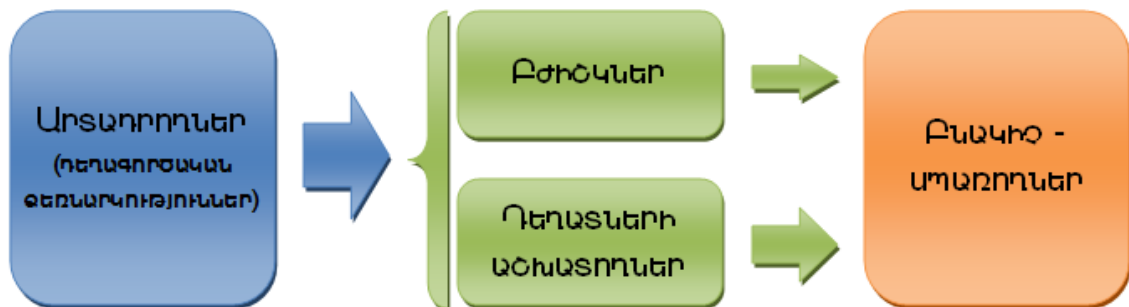 Արտադրողներ
(դեղագործական
ձեռնարկություններ)
Բժիշկներ
Դեղատների
աշխատողներ
Բնակիչ -
սպառողներ